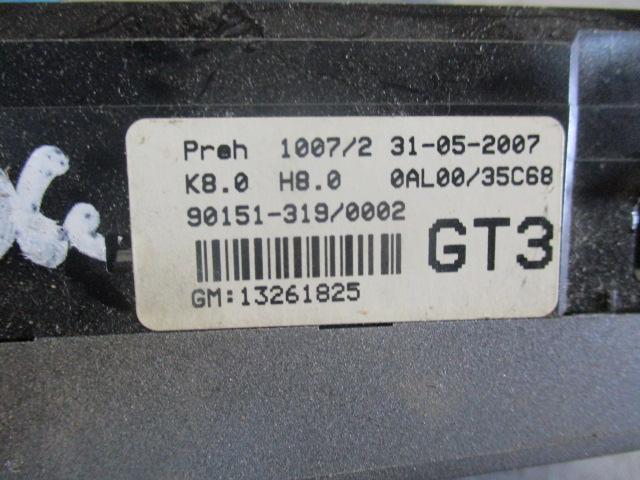 Preh 1007/2 31-05-2007
K8.0 H8.0 0AL00/35C68
90151-319/0002
GT3
GM:13261825